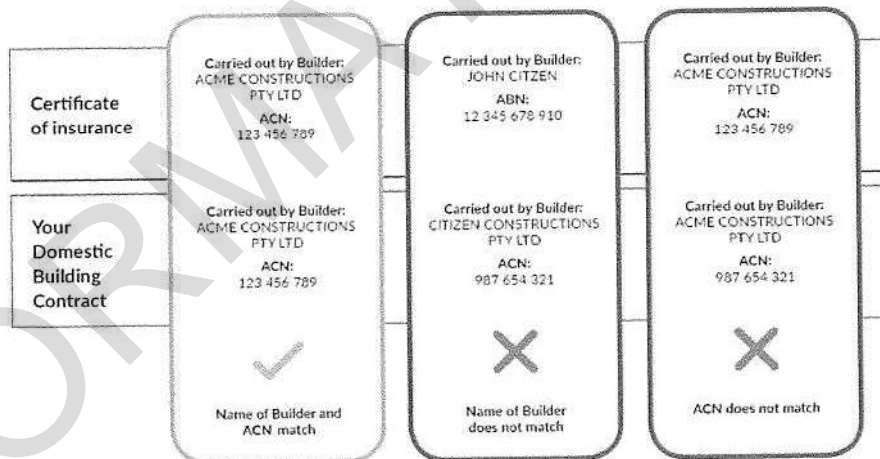 Certificate
of insurance
Carried out by Builder:
ACME CONSTRUCTIONS
PTY LTD
ACN:
123 456 789
Carried out by Builder:
JOHN CITZEN
ABN:
12 345 678 910
Carried out by Builder:
ACME CONSTRUCTIONS
PTY LTD
ACN:
123 456 789
Your
Domestic
Building
Contract
Carried out by Builder:
ACME CONSTRUCTIONS
PTY LTD
ACN:
123 456 789
Carried out by Builder:
CITIZEN CONSTRUCTIONS
PTY LTD
ACN:
987 654 321
Carried out by Builder:
ACME CONSTRUCTIONS
PTY LTD
ACN:
987 654 321
Name of Builder and
ACN match
Name of Builder
does not match
ACN does not match